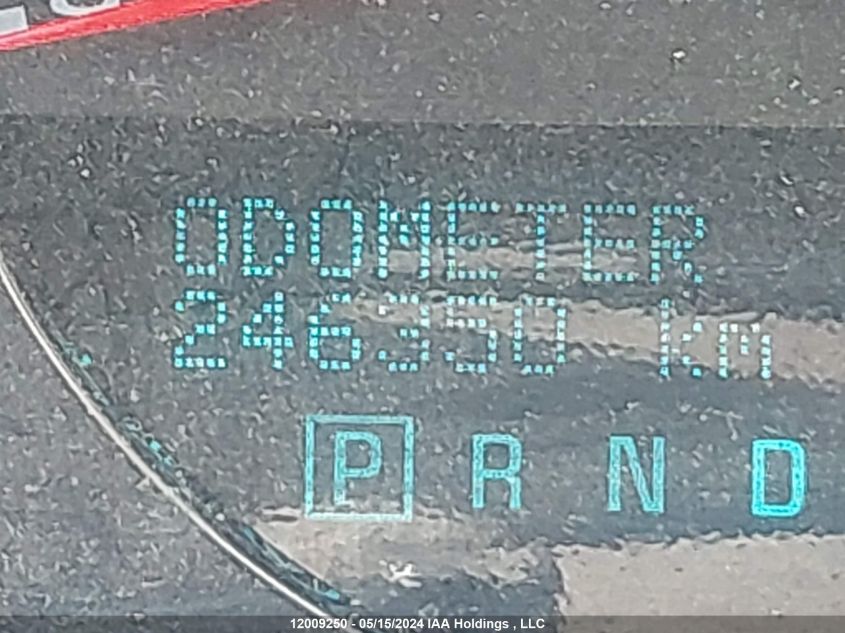 ODOMETER
246350 km
P R N D
12009250 - 05/15/2024 IAA Holdings , LLC